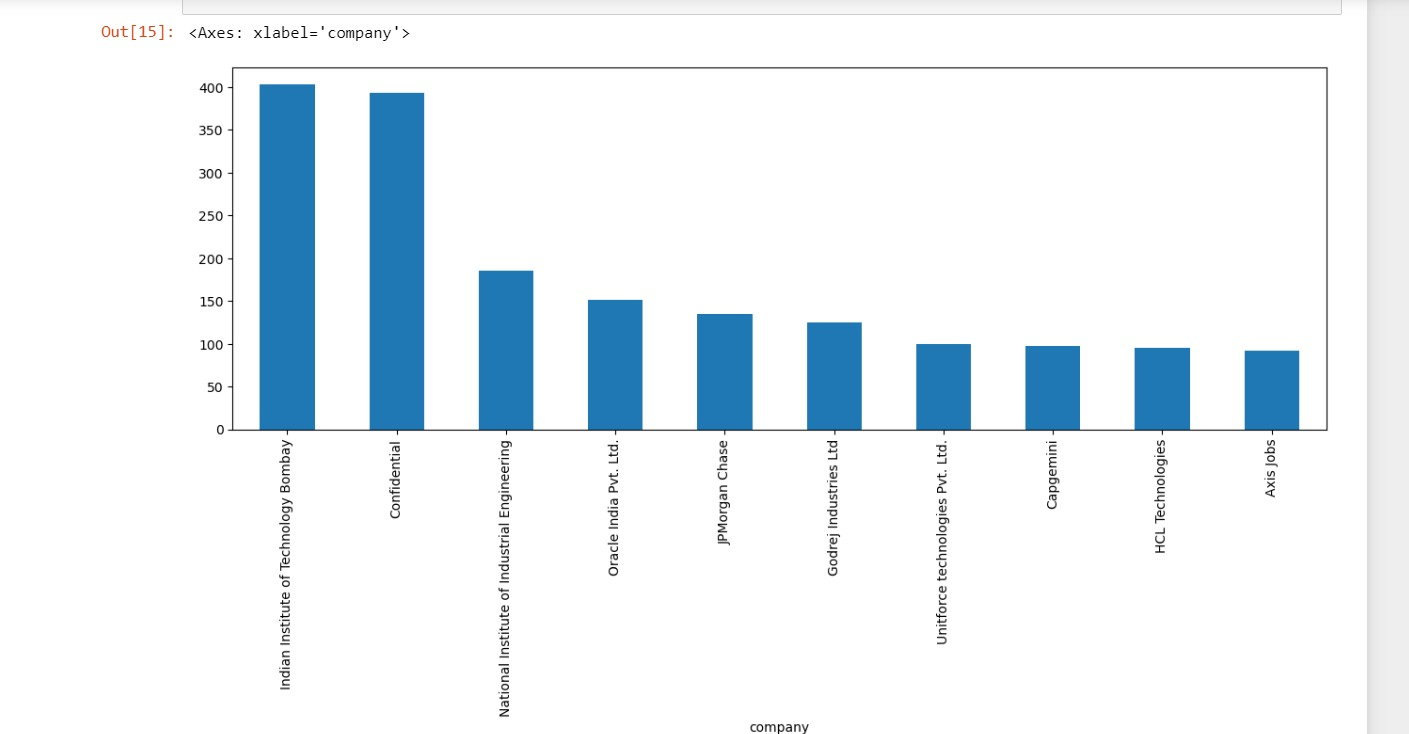 Out[15]: <Axes: xlabel='company'>
400
350
300
250
200
150
100
50
0
Indian Institute of Technology Bombay
Confidential
National Institute of Industrial Engineering
Oracle India Pvt. Ltd.
JPMorgan Chase
Godrej Industries Ltd
Unitforce technologies Pvt. Ltd.
Capgemini
HCL Technologies
Axis Jobs
company